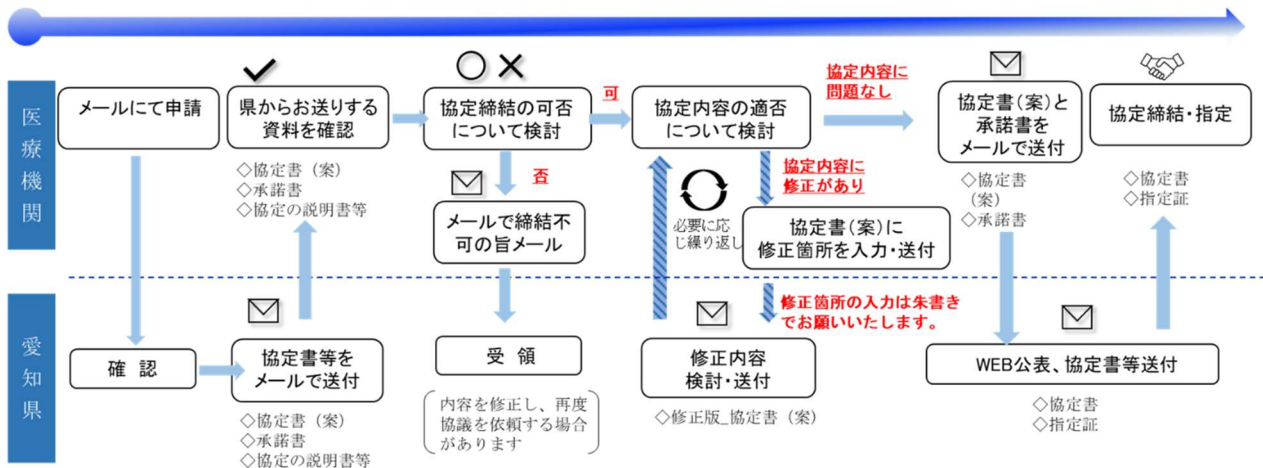 医療機関
メールにて申請
県からお送りする
資料を確認
◇協定書（案）
◇承諾書
◇協定の説明書等
協定締結の可否
について検討
可
否
メールで締結不
可の旨メール
協定内容の適否
について検討
協定内容に
問題なし
協定内容に
修正があり
必要に応
じ繰り返し
協定書(案)に
修正箇所を入力・送付
協定書(案)と
承諾書を
メールで送付
◇協定書
（案）
◇承諾書
協定締結・指定
◇協定書
◇指定証
愛知県
確 認
協定書等を
メールで送付
◇協定書（案）
◇承諾書
◇協定の説明書等
受 領
内容を修正し、再度
協議を依頼する場合
があります
修正内容
検討・送付
◇修正版_協定書（案）
修正箇所の入力は朱書き
でお願いいたします。
WEB公表、協定書等送付
◇協定書
◇指定証